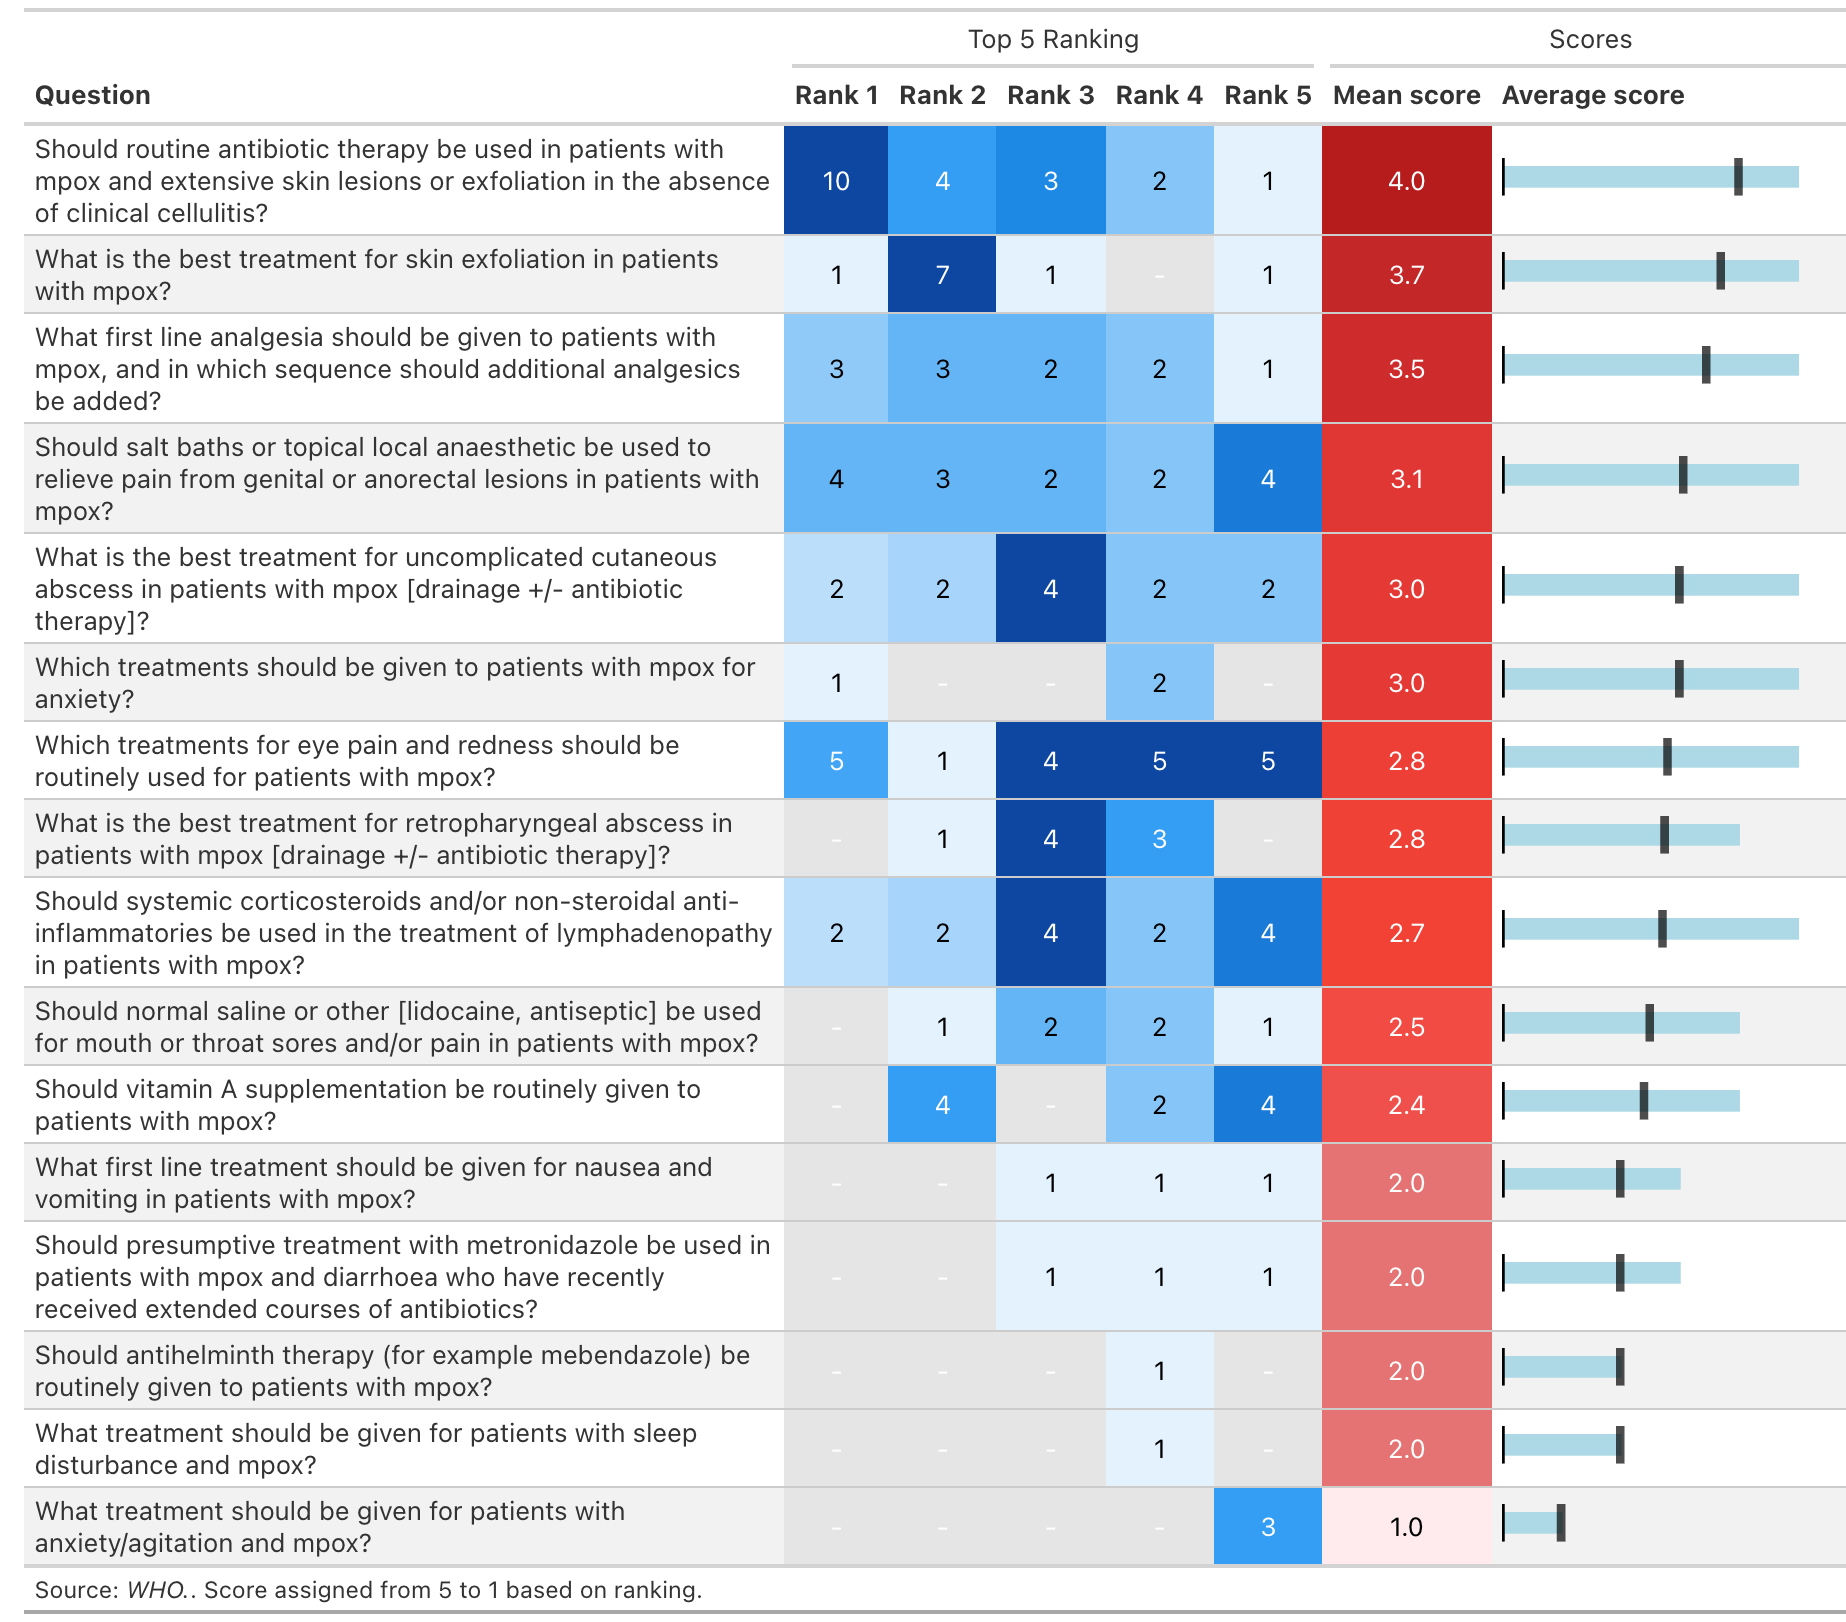 Top 5 Ranking Scores
Question Rank 1 Rank 2 Rank 3 Rank 4 Rank 5 Mean score Average score
Should routine antibiotic therapy be used in patients with
mpox and extensive skin lesions or exfoliation in the absence
of clinical cellulitis?
10 4 3 2 1 4.0
What is the best treatment for skin exfoliation in patients
with mpox?
1 7 1 - 1 3.7
What first line analgesia should be given to patients with
mpox, and in which sequence should additional analgesics
be added?
3 3 2 2 1 3.5
Should salt baths or topical local anaesthetic be used to
relieve pain from genital or anorectal lesions in patients with
mpox?
4 3 2 2 4 3.1
What is the best treatment for uncomplicated cutaneous
abscess in patients with mpox [drainage +/- antibiotic
therapy]?
2 2 4 2 2 3.0
Which treatments should be given to patients with mpox for
anxiety?
1 - - 2 - 3.0
Which treatments for eye pain and redness should be
routinely used for patients with mpox?
5 1 4 5 5 2.8
What is the best treatment for retropharyngeal abscess in
patients with mpox [drainage +/- antibiotic therapy]?
- 1 4 3 - 2.8
Should systemic corticosteroids and/or non-steroidal anti-
inflammatories be used in the treatment of lymphadenopathy
in patients with mpox?
2 2 4 2 4 2.7
Should normal saline or other [lidocaine, antiseptic] be used
for mouth or throat sores and/or pain in patients with mpox?
- 1 2 2 1 2.5
Should vitamin A supplementation be routinely given to
patients with mpox?
- 4 - 2 4 2.4
What first line treatment should be given for nausea and
vomiting in patients with mpox?
- - 1 1 1 2.0
Should presumptive treatment with metronidazole be used in
patients with mpox and diarrhoea who have recently
received extended courses of antibiotics?
- - 1 1 1 2.0
Should antihelminth therapy (for example mebendazole) be
routinely given to patients with mpox?
- - - 1 - 2.0
What treatment should be given for patients with sleep
disturbance and mpox?
- - - 1 - 2.0
What treatment should be given for patients with
anxiety/agitation and mpox?
- - - - 3 1.0
Source: WHO.. Score assigned from 5 to 1 based on ranking.